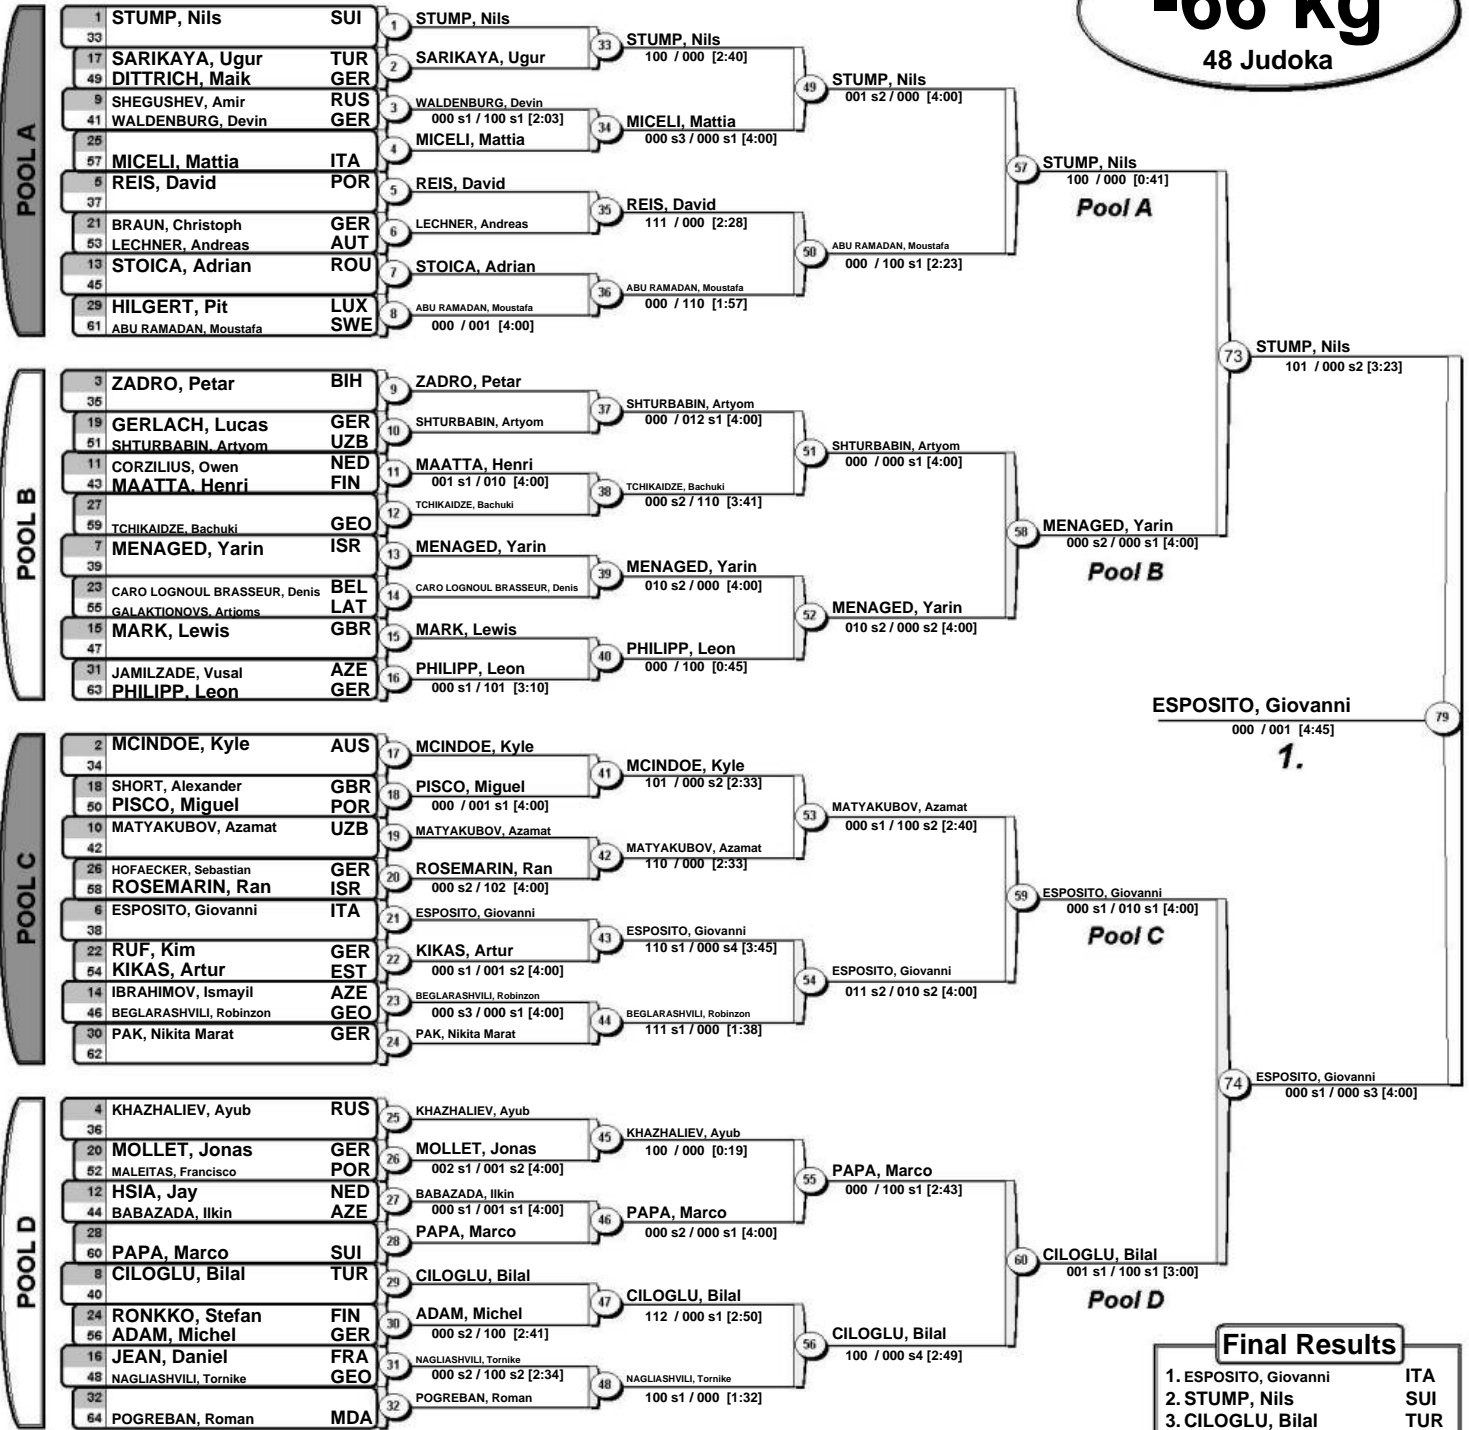 -66 kg
48 Judoka
POOL A
1 STUMP, Nils SUI
33
17 SARIKAYA, Ugur TUR
49 DITTRICH, Maik GER
9 SHEGUSHEV, Amir RUS
41 WALDENBURG, Devin GER
25
57 MICELI, Mattia ITA
5 REIS, David POR
37
21 BRAUN, Christoph GER
53 LECHNER, Andreas AUT
13 STOICA, Adrian ROU
45
29 HILGERT, Pit LUX
61 ABU RAMADAN, Moustafa SWE
1 STUMP, Nils
2 SARIKAYA, Ugur
3 WALDENBURG, Devin
000 s1 / 100 s1 [2:03]
4 MICELI, Mattia
5 REIS, David
6 LECHNER, Andreas
7 STOICA, Adrian
8 ABU RAMADAN, Moustafa
000 / 001 [4:00]
33 STUMP, Nils
100 / 000 [2:40]
34 MICELI, Mattia
000 s3 / 000 s1 [4:00]
35 REIS, David
111 / 000 [2:28]
36 ABU RAMADAN, Moustafa
000 / 110 [1:57]
49 STUMP, Nils
001 s2 / 000 [4:00]
50 ABU RAMADAN, Moustafa
000 / 100 s1 [2:23]
57 STUMP, Nils
100 / 000 [0:41]
Pool A
POOL B
3 ZADRO, Petar BIH
35
19 GERLACH, Lucas GER
51 SHTURBABIN, Artyom UZB
11 CORZILIUS, Owen NED
43 MAATTA, Henri FIN
27
59 TCHIKAIDZE, Bachuki GEO
7 MENAGED, Yarin ISR
39
23 CARO LOGNOUL BRASSEUR, Denis BEL
55 GALAKTIONOVS, Artjoms LAT
15 MARK, Lewis GBR
47
31 JAMILZADE, Vusal AZE
63 PHILIPP, Leon GER
9 ZADRO, Petar
10 SHTURBABIN, Artyom
11 MAATTA, Henri
001 s1 / 010 [4:00]
12 TCHIKAIDZE, Bachuki
13 MENAGED, Yarin
14 CARO LOGNOUL BRASSEUR, Denis
15 MARK, Lewis
16 PHILIPP, Leon
000 s1 / 101 [3:10]
37 SHTURBABIN, Artyom
000 / 012 s1 [4:00]
38 TCHIKAIDZE, Bachuki
000 s2 / 110 [3:41]
39 MENAGED, Yarin
010 s2 / 000 [4:00]
40 PHILIPP, Leon
000 / 100 [0:45]
51 SHTURBABIN, Artyom
000 / 000 s1 [4:00]
52 MENAGED, Yarin
010 s2 / 000 s2 [4:00]
58 MENAGED, Yarin
000 s2 / 000 s1 [4:00]
Pool B
73 STUMP, Nils
101 / 000 s2 [3:23]
ESPOSITO, Giovanni 79
000 / 001 [4:45]
1.
POOL C
2 MCINDOE, Kyle AUS
34
18 SHORT, Alexander GBR
50 PISCO, Miguel POR
10 MATYAKUBOV, Azamat UZB
42
26 HOFAECKER, Sebastian GER
58 ROSEMARIN, Ran ISR
6 ESPOSITO, Giovanni ITA
38
22 RUF, Kim GER
54 KIKAS, Artur EST
14 IBRAHIMOV, Ismayil AZE
46 BEGLARASHVILI, Robinzon GEO
30 PAK, Nikita Marat GER
62
17 MCINDOE, Kyle
18 PISCO, Miguel
000 / 001 s1 [4:00]
19 MATYAKUBOV, Azamat
20 ROSEMARIN, Ran
000 s2 / 102 [4:00]
21 ESPOSITO, Giovanni
22 KIKAS, Artur
000 s1 / 001 s2 [4:00]
23 BEGLARASHVILI, Robinzon
000 s3 / 000 s1 [4:00]
24 PAK, Nikita Marat
41 MCINDOE, Kyle
101 / 000 s2 [2:33]
42 MATYAKUBOV, Azamat
110 / 000 [2:33]
43 ESPOSITO, Giovanni
110 s1 / 000 s4 [3:45]
44 BEGLARASHVILI, Robinzon
111 s1 / 000 [1:38]
53 MATYAKUBOV, Azamat
000 s1 / 100 s2 [2:40]
54 ESPOSITO, Giovanni
011 s2 / 010 s2 [4:00]
59 ESPOSITO, Giovanni
000 s1 / 010 s1 [4:00]
Pool C
74 ESPOSITO, Giovanni
000 s1 / 000 s3 [4:00]
POOL D
4 KHAZHALIEV, Ayub RUS
36
20 MOLLET, Jonas GER
52 MALEITAS, Francisco POR
12 HSIA, Jay NED
44 BABAZADA, Ilkin AZE
28
60 PAPA, Marco SUI
8 CILOGLU, Bilal TUR
40
24 RONKKO, Stefan FIN
56 ADAM, Michel GER
16 JEAN, Daniel FRA
48 NAGLIASHVILI, Tornike GEO
32
64 POGREBAN, Roman MDA
25 KHAZHALIEV, Ayub
26 MOLLET, Jonas
002 s1 / 001 s2 [4:00]
27 BABAZADA, Ilkin
000 s1 / 001 s1 [4:00]
28 PAPA, Marco
29 CILOGLU, Bilal
30 ADAM, Michel
000 s2 / 100 [2:41]
31 NAGLIASHVILI, Tornike
000 s2 / 100 s2 [2:34]
32 POGREBAN, Roman
45 KHAZHALIEV, Ayub
100 / 000 [0:19]
46 PAPA, Marco
000 s2 / 000 s1 [4:00]
47 CILOGLU, Bilal
112 / 000 s1 [2:50]
48 NAGLIASHVILI, Tornike
100 s1 / 000 [1:32]
55 PAPA, Marco
000 / 100 s1 [2:43]
56 CILOGLU, Bilal
100 / 000 s4 [2:49]
60 CILOGLU, Bilal
001 s1 / 100 s1 [3:00]
Pool D
Final Results
1. ESPOSITO, Giovanni ITA
2. STUMP, Nils SUI
3. CILOGLU, Bilal TUR